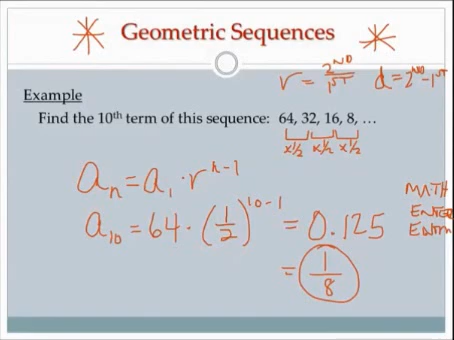 Geometric Sequences
r = 2ND/1ST d = 2ND - 1ST
Example
Find the 10th term of this sequence: 64, 32, 16, 8, …
x1/2 x1/2 x1/2
aₙ = a₁ · rⁿ⁻¹
MATH
a₁₀ = 64 · (1/2)¹⁰⁻¹ = 0.125
ENTER
ENTER
= 1/8